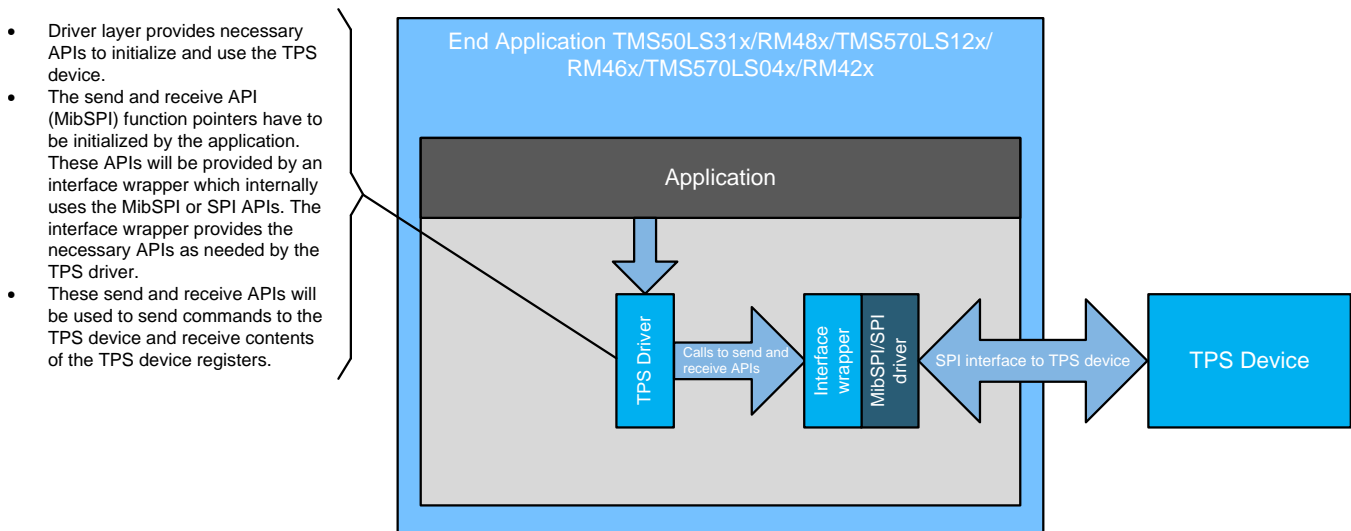 • Driver layer provides necessary
APIs to initialize and use the TPS
device.
• The send and receive API
(MibSPI) function pointers have to
be initialized by the application.
These APIs will be provided by an
interface wrapper which internally
uses the MibSPI or SPI APIs. The
interface wrapper provides the
necessary APIs as needed by the
TPS driver.
• These send and receive APIs will
be used to send commands to the
TPS device and receive contents
of the TPS device registers.
End Application TMS50LS31x/RM48x/TMS570LS12x/
RM46x/TMS570LS04x/RM42x
Application
TPS Driver
Calls to send and
receive APIs
Interface
wrapper
MibSPI/SPI
driver
SPI interface to TPS device
TPS Device